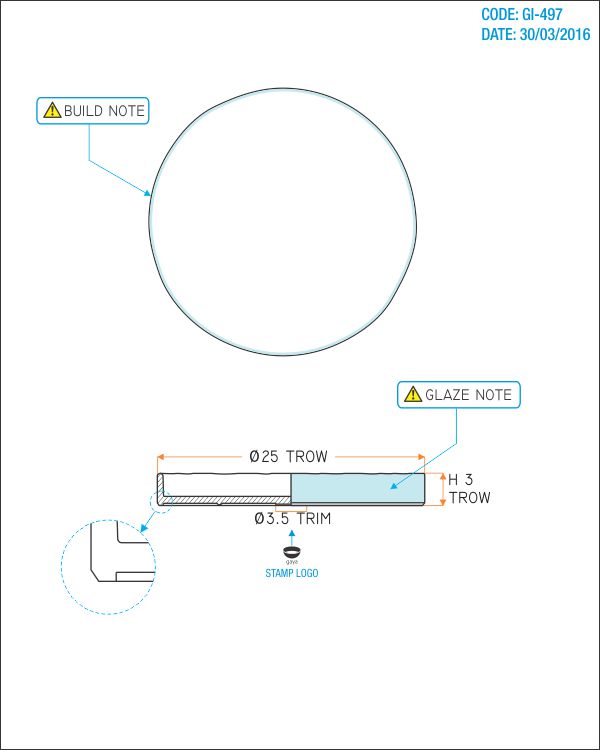 CODE: GI-497
DATE: 30/03/2016
BUILD NOTE
GLAZE NOTE
Ø25 TROW
H 3
TROW
Ø3.5 TRIM
gaya
STAMP LOGO